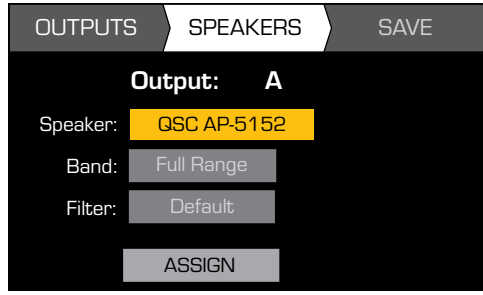 OUTPUTS SPEAKERS SAVE
Output: A
Speaker: QSC AP-5152
Band: Full Range
Filter: Default
ASSIGN